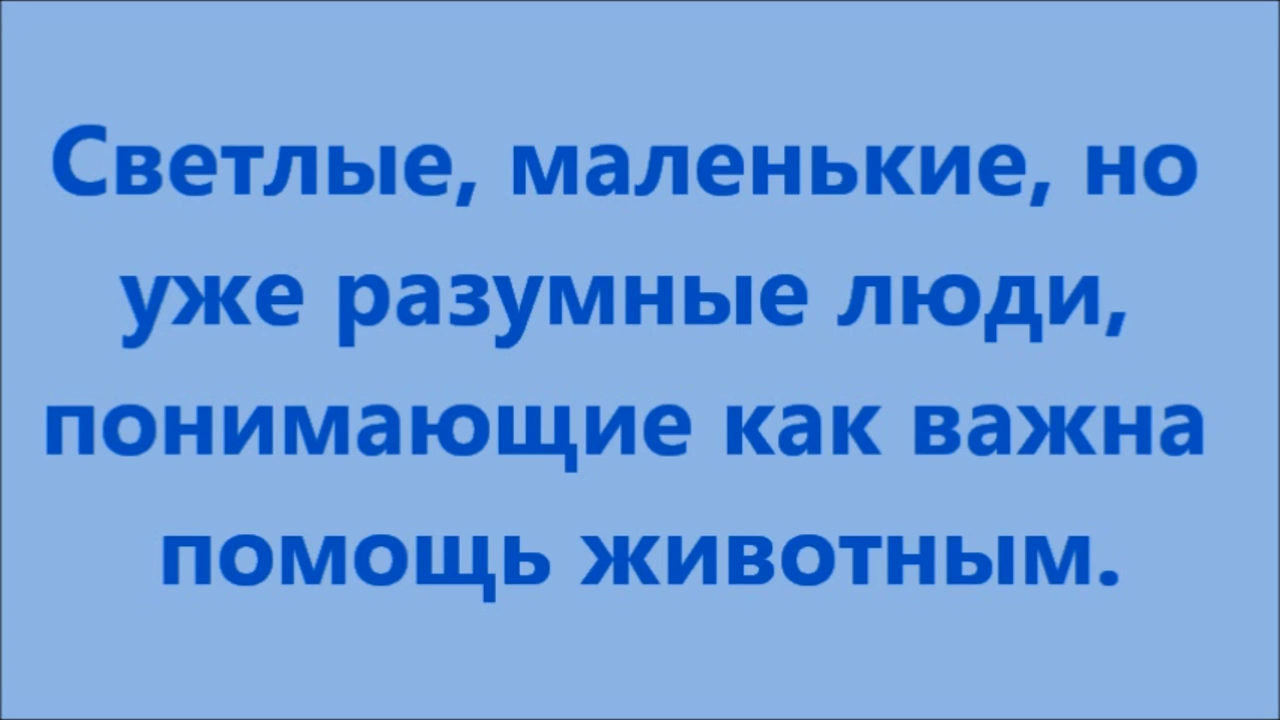 Светлые, маленькие, но
уже разумные люди,
понимающие как важна
помощь животным.